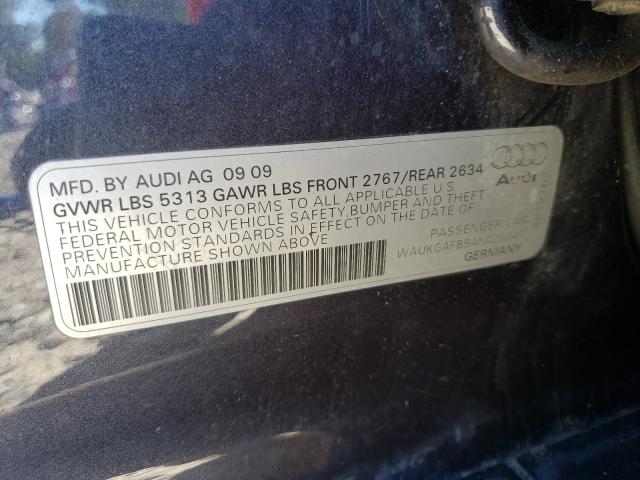 MFD. BY AUDI AG 09 09
GVWR LBS 5313 GAWR LBS FRONT 2767/REAR 2634
THIS VEHICLE CONFORMS TO ALL APPLICABLE U S
FEDERAL MOTOR VEHICLE SAFETY,BUMPER AND THEFT
PREVENTION STANDARDS IN EFFECT ON THE DATE OF
MANUFACTURE SHOWN ABOVE
Audi
PASSENGER CAR
GERMANY